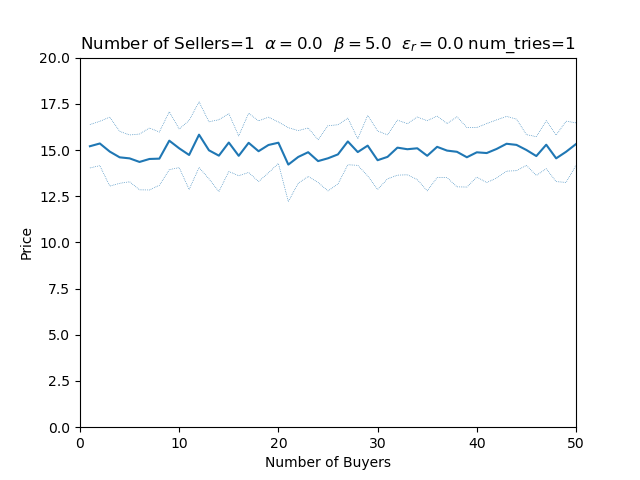 Number of Sellers=1 α = 0.0 β = 5.0 ε_r = 0.0 num_tries=1
20.0
17.5
15.0
12.5
10.0
7.5
5.0
2.5
0.0
Price
0 10 20 30 40 50
Number of Buyers